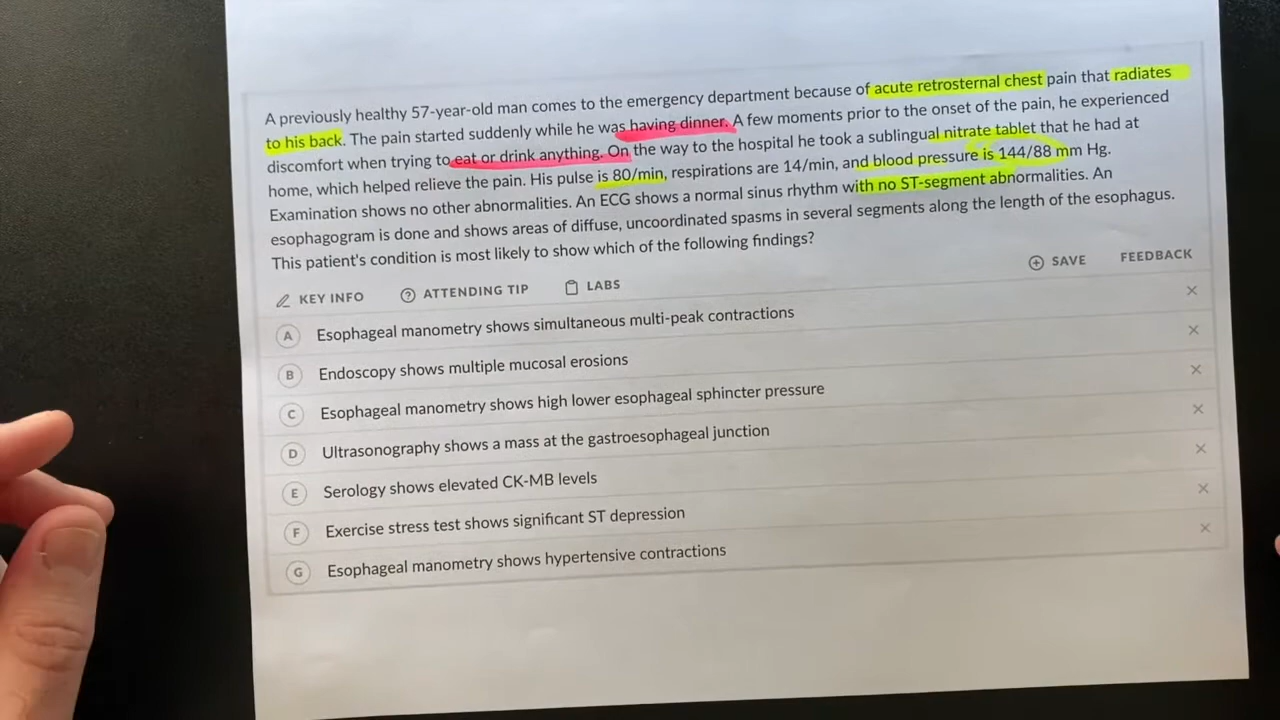 A previously healthy 57-year-old man comes to the emergency department because of acute retrosternal chest pain that radiates
to his back. The pain started suddenly while he was having dinner. A few moments prior to the onset of the pain, he experienced
discomfort when trying to eat or drink anything. On the way to the hospital he took a sublingual nitrate tablet that he had at
home, which helped relieve the pain. His pulse is 80/min, respirations are 14/min, and blood pressure is 144/88 mm Hg.
Examination shows no other abnormalities. An ECG shows a normal sinus rhythm with no ST-segment abnormalities. An
esophagogram is done and shows areas of diffuse, uncoordinated spasms in several segments along the length of the esophagus.
This patient's condition is most likely to show which of the following findings?
KEY INFO ATTENDING TIP LABS SAVE FEEDBACK
A Esophageal manometry shows simultaneous multi-peak contractions
B Endoscopy shows multiple mucosal erosions
C Esophageal manometry shows high lower esophageal sphincter pressure
D Ultrasonography shows a mass at the gastroesophageal junction
E Serology shows elevated CK-MB levels
F Exercise stress test shows significant ST depression
G Esophageal manometry shows hypertensive contractions